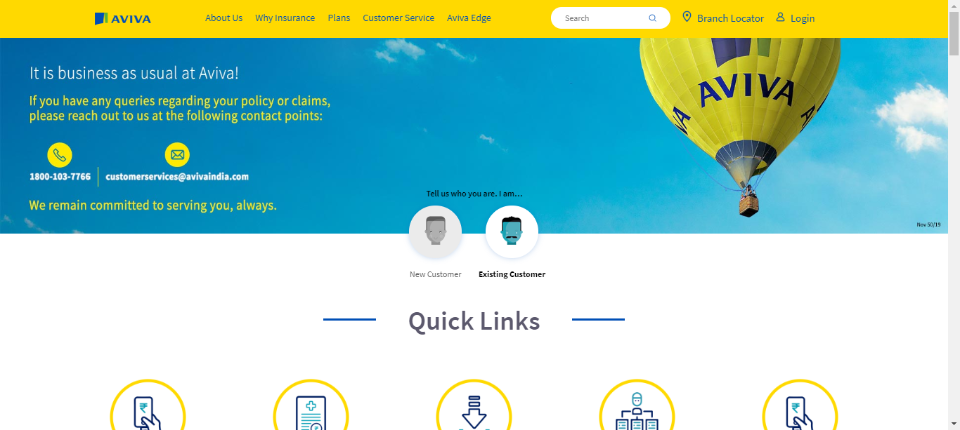 AVIVA
About Us
Why Insurance
Plans
Customer Service
Aviva Edge
Search
Branch Locator
Login
It is business as usual at Aviva!
If you have any queries regarding your policy or claims,
please reach out to us at the following contact points:
1800-103-7766
customerservices@avivaindia.com
We remain committed to serving you, always.
AVIVA
Tell us who you are. I am...
Nov 50/19
New Customer
Existing Customer
Quick Links